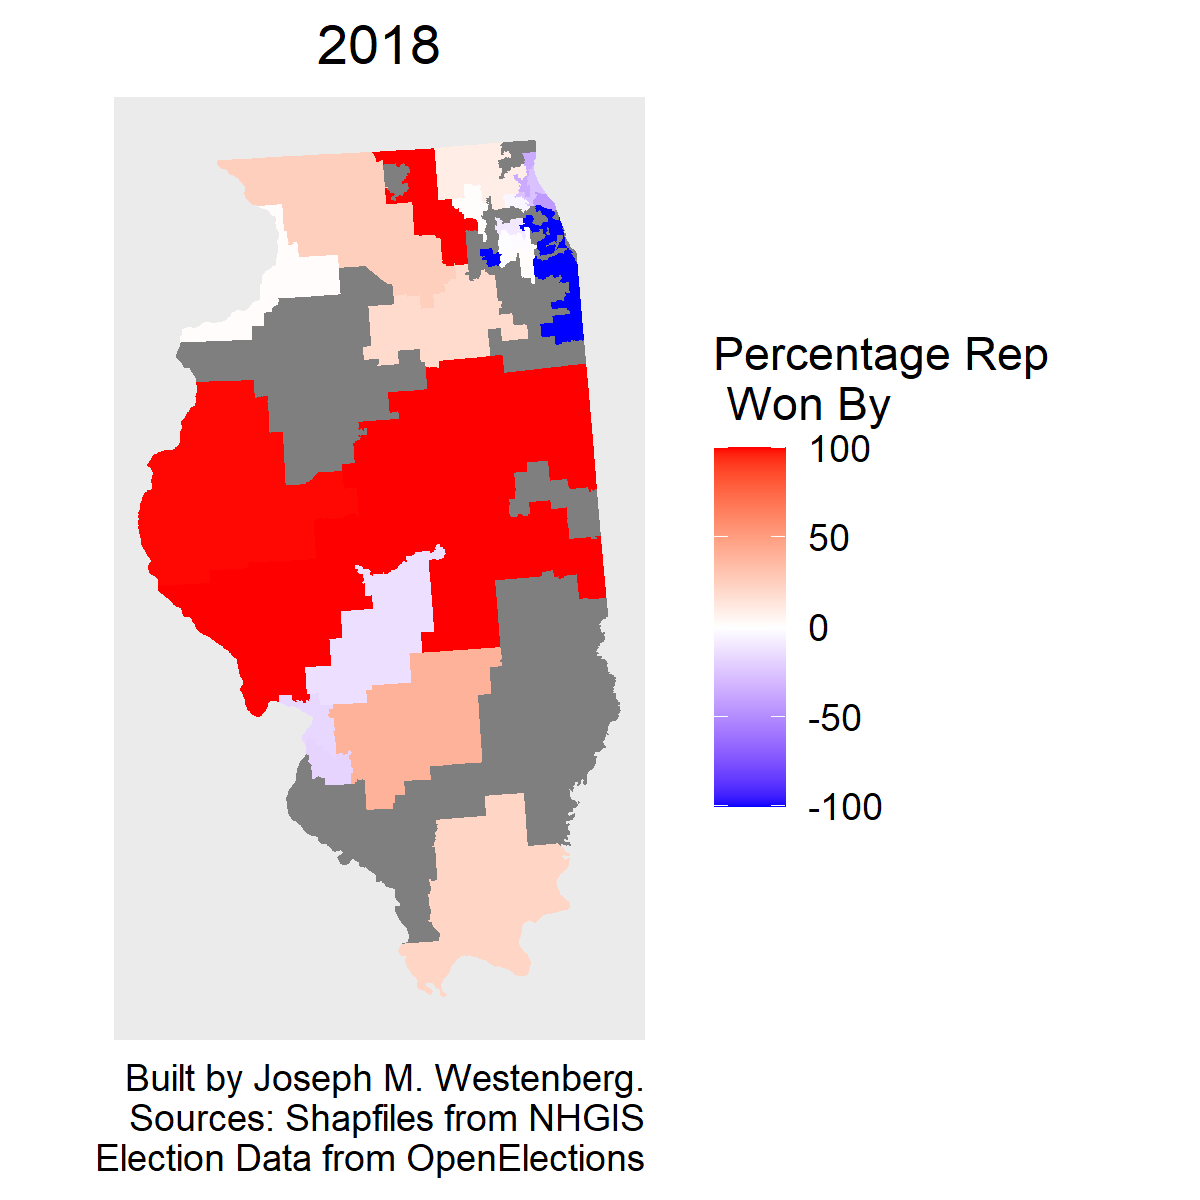 2018
Percentage Rep
Won By
100
50
0
-50
-100
Built by Joseph M. Westenberg.
Sources: Shapfiles from NHGIS
Election Data from OpenElections